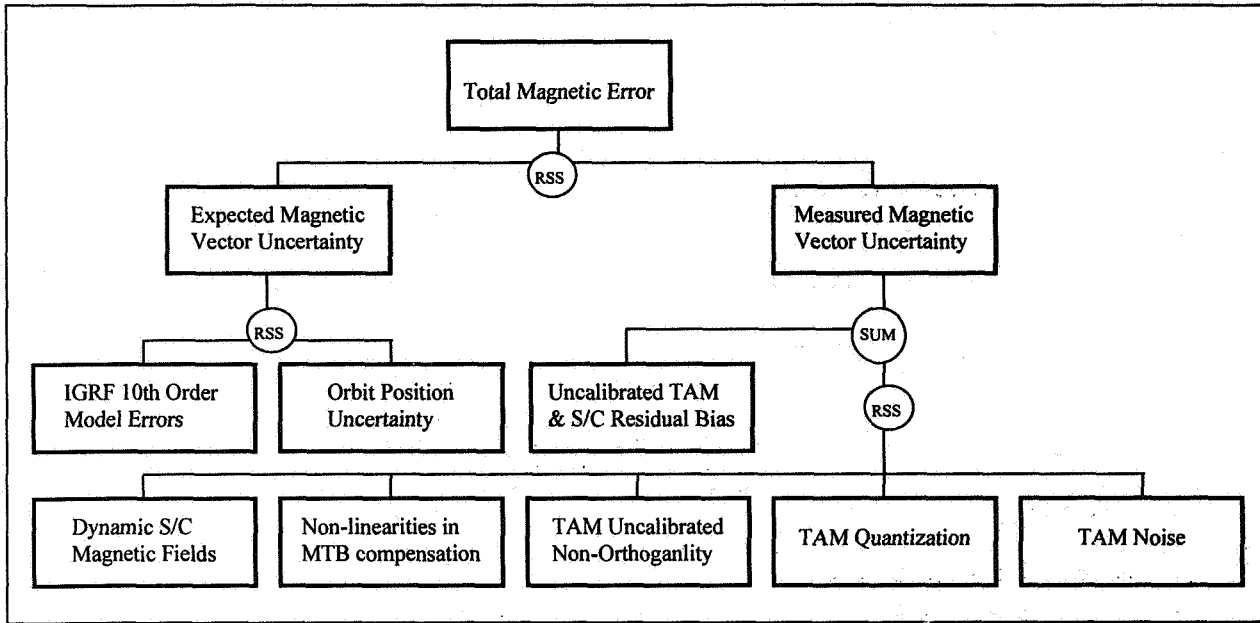 Total Magnetic Error
RSS
Expected Magnetic
Vector Uncertainty
Measured Magnetic
Vector Uncertainty
RSS
SUM
IGRF 10th Order
Model Errors
Orbit Position
Uncertainty
Uncalibrated TAM
& S/C Residual Bias
RSS
Dynamic S/C
Magnetic Fields
Non-linearities in
MTB compensation
TAM Uncalibrated
Non-Orthoganlity
TAM Quantization
TAM Noise